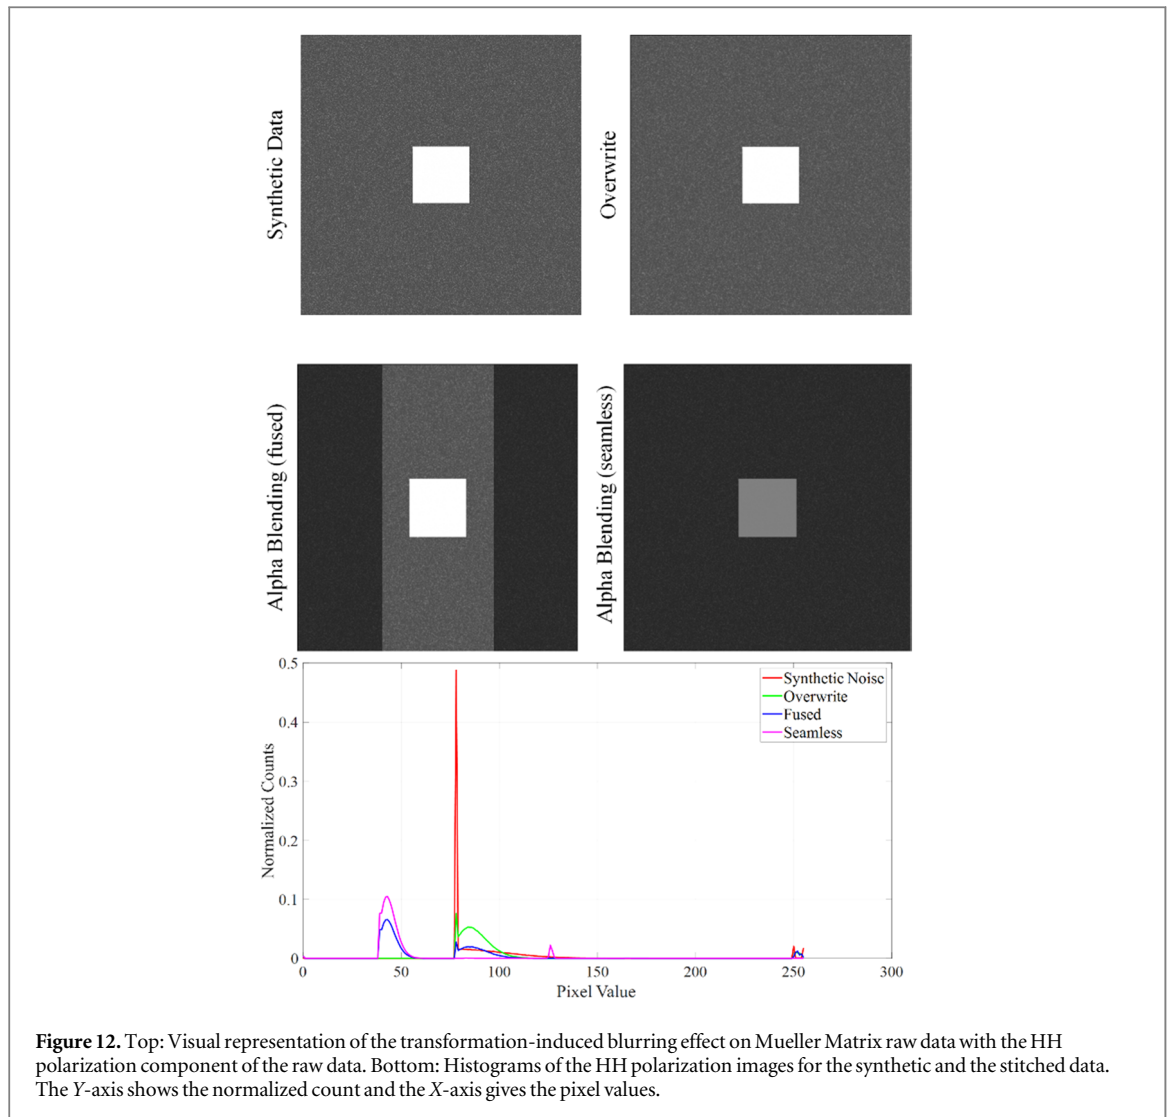 Synthetic Data
Overwrite
Alpha Blending (fused)
Alpha Blending (seamless)
0.5
0.4
0.3
0.2
0.1
0
Normalized Counts
Synthetic Noise
Overwrite
Fused
Seamless
0 50 100 150 200 250 300
Pixel Value
Figure 12. Top: Visual representation of the transformation-induced blurring effect on Mueller Matrix raw data with the HH
polarization component of the raw data. Bottom: Histograms of the HH polarization images for the synthetic and the stitched data.
The Y-axis shows the normalized count and the X-axis gives the pixel values.